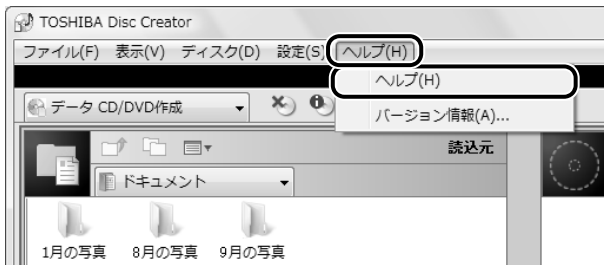 TOSHIBA Disc Creator
ファイル(F) 表示(V) ディスク(D) 設定(S) ヘルプ(H)
ヘルプ(H)
データ CD/DVD作成
バージョン情報(A)...
読込元
ドキュメント
1月の写真 8月の写真 9月の写真